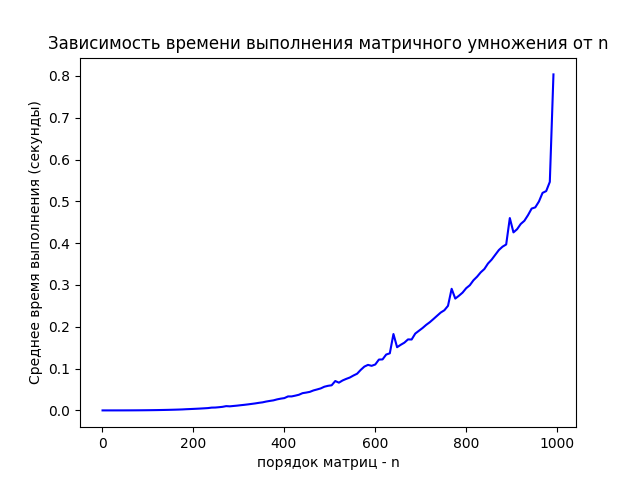 Зависимость времени выполнения матричного умножения от n
Среднее время выполнения (секунды)
0.8
0.7
0.6
0.5
0.4
0.3
0.2
0.1
0.0
0 200 400 600 800 1000
порядок матриц - n